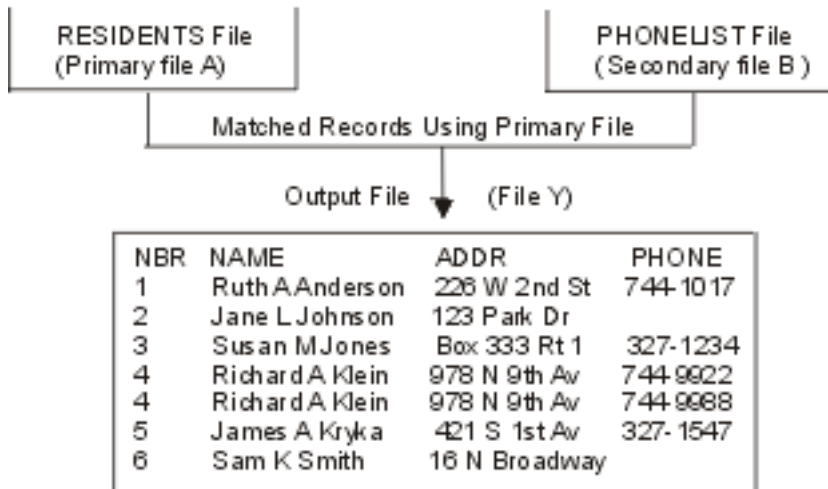 RESIDENTS File
(Primary file A)
PHONELIST File
(Secondary file B)
Matched Records Using Primary File
Output File (File Y)
NBR NAME ADDR PHONE
1 Ruth A Anderson 226 W 2nd St 744-1017
2 Jane L Johnson 123 Park Dr
3 Susan M Jones Box 333 Rt 1 327-1234
4 Richard A Klein 978 N 9th Av 744-9922
4 Richard A Klein 978 N 9th Av 744-9988
5 James A Kryka 421 S 1st Av 327-1547
6 Sam K Smith 16 N Broadway